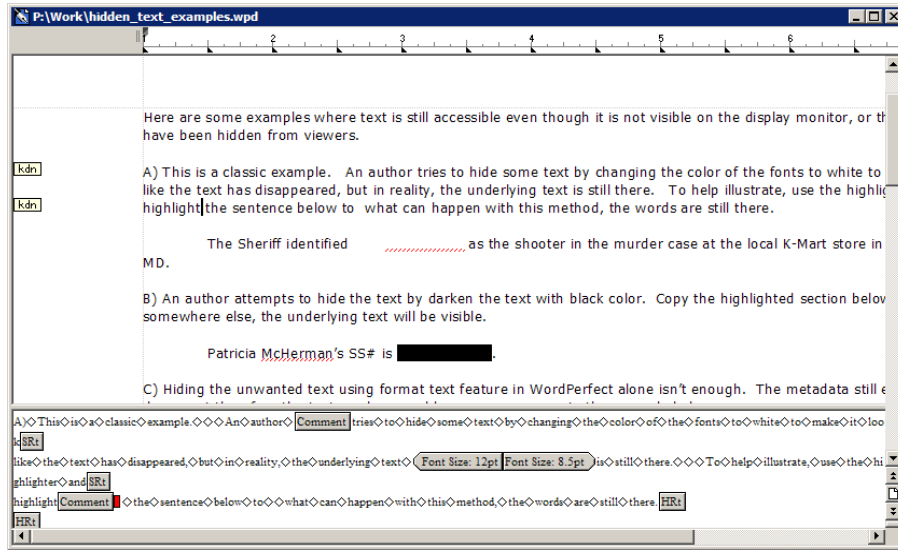 P:\Work\hidden_text_examples.wpd
2 3 4 5 6
Here are some examples where text is still accessible even though it is not visible on the display monitor, or th
have been hidden from viewers.
kdn
A) This is a classic example. An author tries to hide some text by changing the color of the fonts to white to
like the text has disappeared, but in reality, the underlying text is still there. To help illustrate, use the highlig
kdn
highlight the sentence below to what can happen with this method, the words are still there.
The Sheriff identified as the shooter in the murder case at the local K-Mart store in
MD.
B) An author attempts to hide the text by darken the text with black color. Copy the highlighted section below
somewhere else, the underlying text will be visible.
Patricia McHerman's SS# is .
C) Hiding the unwanted text using format text feature in WordPerfect alone isn't enough. The metadata still e
A)◇This◇is◇a◇classic◇example.◇◇◇An◇author◇ Comment tries◇to◇hide◇some◇text◇by◇changing◇the◇color◇of◇the◇fonts◇to◇white◇to◇make◇it◇loo
k SRt
like◇the◇text◇has◇disappeared,◇but◇in◇reality,◇the◇underlying◇text◇ Font Size: 12pt Font Size: 8.5pt ◇is◇still◇there.◇◇◇To◇help◇illustrate,◇use◇the◇hi
ghlighter◇and SRt
highlight Comment ◇the◇sentence◇below◇to◇◇what◇can◇happen◇with◇this◇method,◇the◇words◇are◇still◇there. HRt
HRt